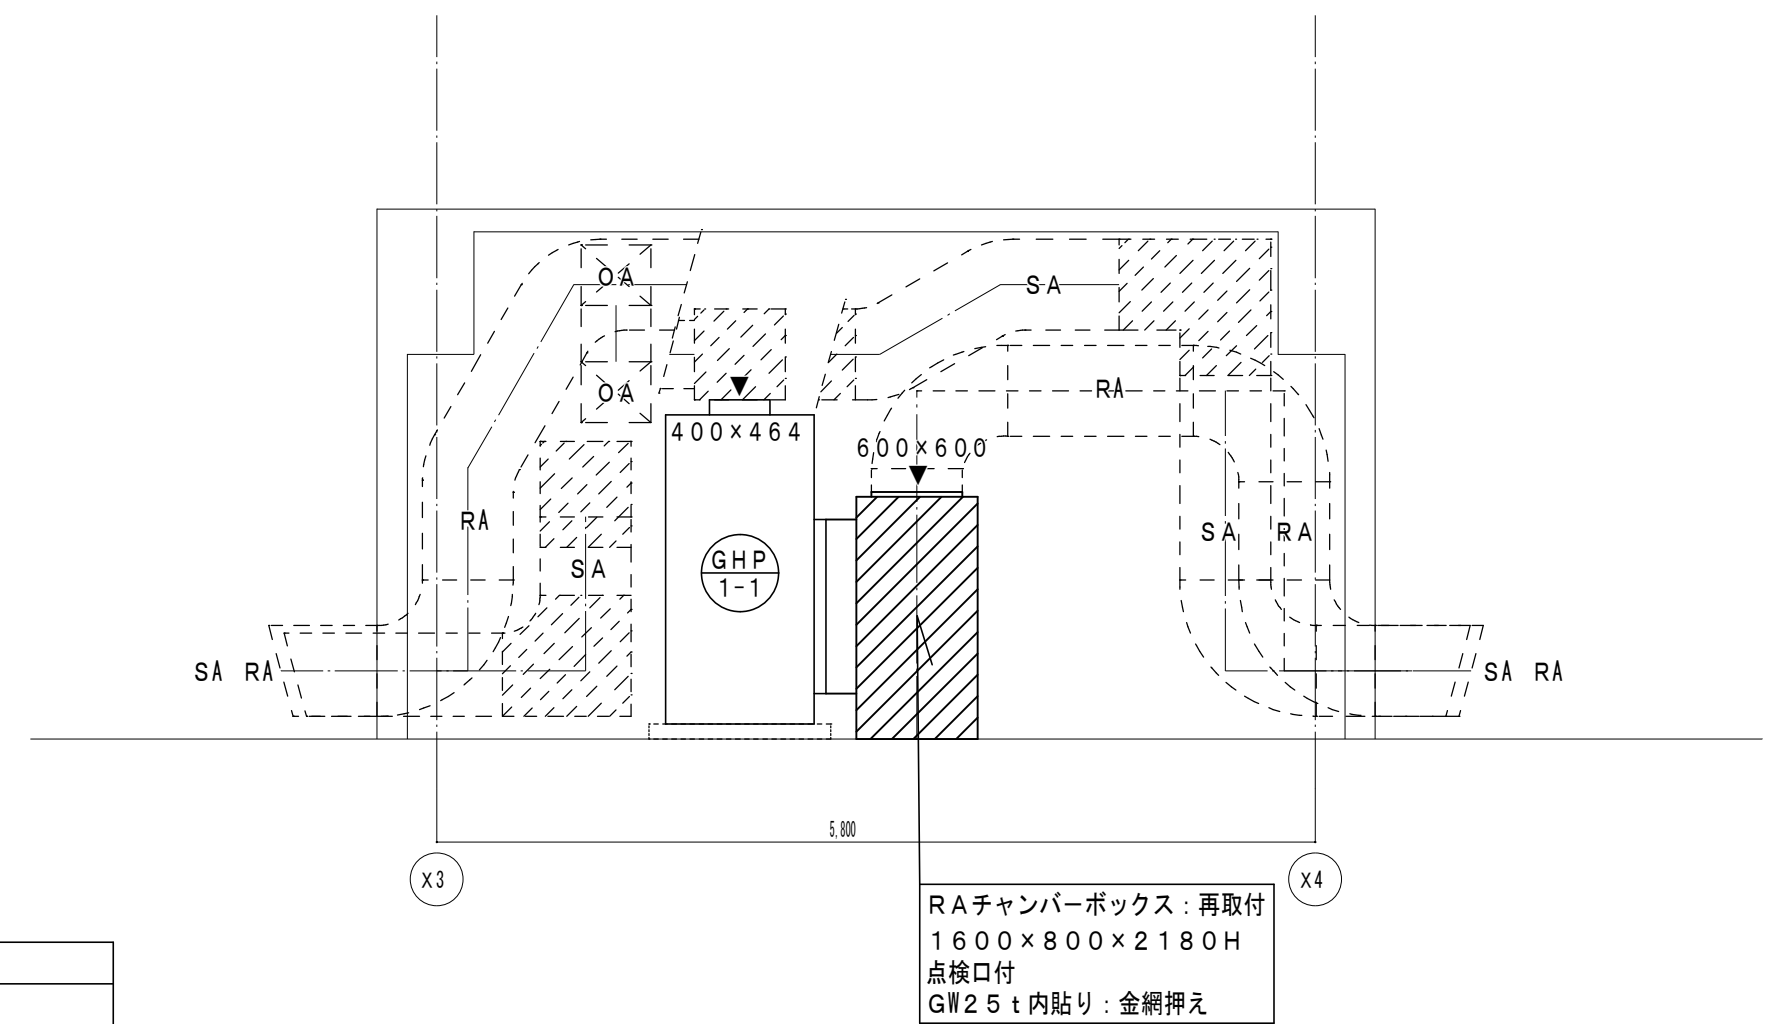 OA
SA
OA
RA
400×464
600×600
RA
SA
RA
SA
GHP
1-1
SA RA
SA RA
5,800
X3
X4
RAチャンバーボックス：再取付
1600×800×2180H
点検口付
GW25t内貼り：金網押え